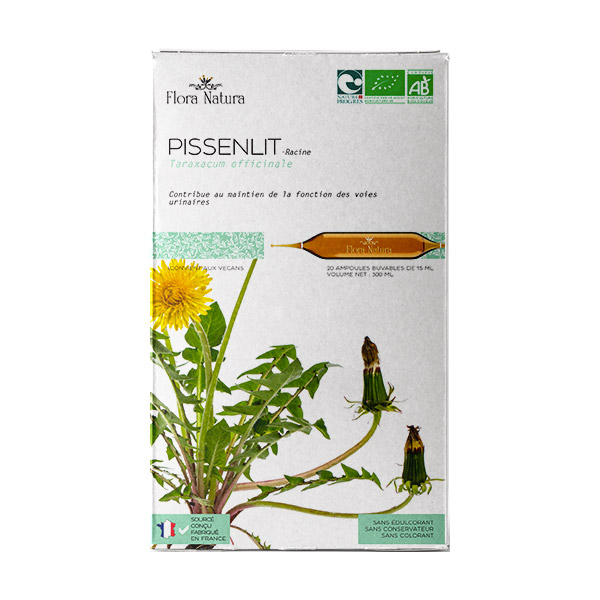 Flora Natura
NATURE
PROGRÈS
AB
PISSENLIT -Racine
Taraxacum officinale
Contribue au maintien de la fonction des voies
urinaires
Flora Natura
AUX VEGANS
20 AMPOULES BUVABLES DE 15 ML
VOLUME NET : 300 ML
SOURCÉ
CONÇU
FABRIQUÉ
EN FRANCE
SANS ÉDULCORANT
SANS CONSERVATEUR
SANS COLORANT